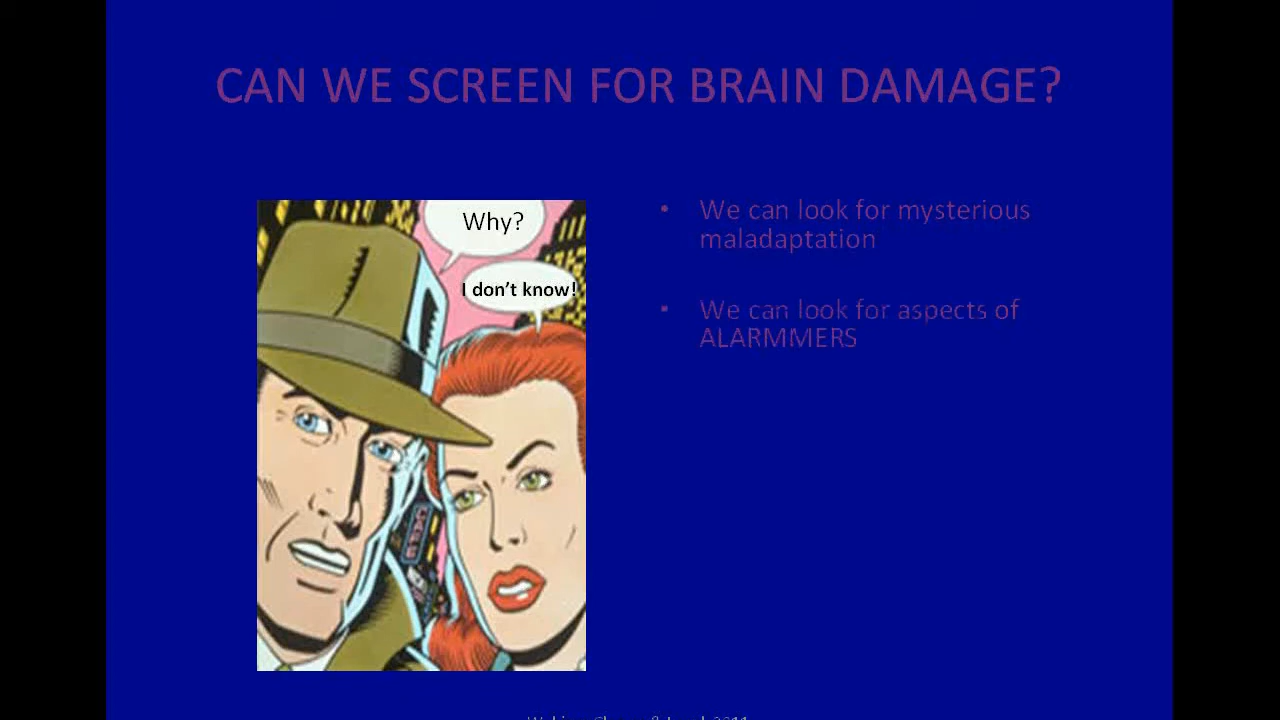 CAN WE SCREEN FOR BRAIN DAMAGE?
Why?
I don't know!
• We can look for mysterious
maladaptation
▪ We can look for aspects of
ALARMMERS